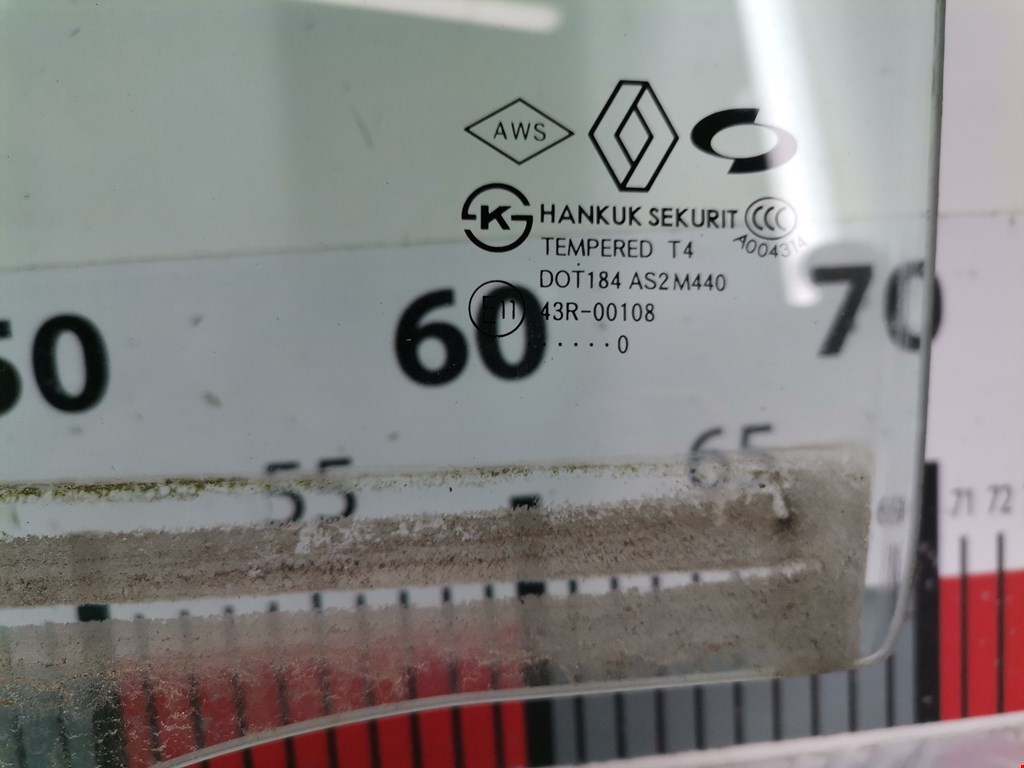 AWS
K HANKUK SEKURIT CCC
A004314
TEMPERED T4
DOT184 AS2 M440
E11 43R-00108
·····0
60 70
55 65
69 71 72